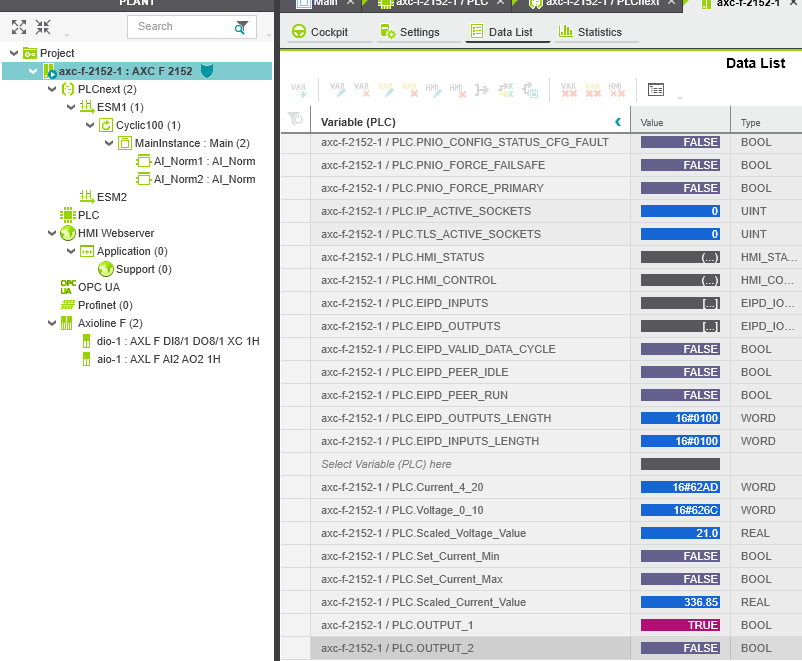 PLANT
Search
Project
axc-f-2152-1 : AXC F 2152
PLCnext (2)
ESM1 (1)
Cyclic100 (1)
MainInstance : Main (2)
AI_Norm1 : AI_Norm
AI_Norm2 : AI_Norm
ESM2
PLC
HMI Webserver
Application (0)
Support (0)
OPC UA OPC UA
Profinet (0)
Axioline F (2)
dio-1 : AXL F DI8/1 DO8/1 XC 1H
aio-1 : AXL F AI2 AO2 1H
Main × axc-f-2152-1 / PLC × axc-f-2152-1 / PLCnext × axc-f-2152-1 ×
Cockpit Settings Data List Statistics
Data List
VAR VAR VAR VAR VAR HMI HMI VAR VAR HMI
Variable (PLC) Value Type
axc-f-2152-1 / PLC.PNIO_CONFIG_STATUS_CFG_FAULT FALSE BOOL
axc-f-2152-1 / PLC.PNIO_FORCE_FAILSAFE FALSE BOOL
axc-f-2152-1 / PLC.PNIO_FORCE_PRIMARY FALSE BOOL
axc-f-2152-1 / PLC.IP_ACTIVE_SOCKETS 0 UINT
axc-f-2152-1 / PLC.TLS_ACTIVE_SOCKETS 0 UINT
axc-f-2152-1 / PLC.HMI_STATUS (...) HMI_STA...
axc-f-2152-1 / PLC.HMI_CONTROL (...) HMI_CO...
axc-f-2152-1 / PLC.EIPD_INPUTS [...] EIPD_IO...
axc-f-2152-1 / PLC.EIPD_OUTPUTS [...] EIPD_IO...
axc-f-2152-1 / PLC.EIPD_VALID_DATA_CYCLE FALSE BOOL
axc-f-2152-1 / PLC.EIPD_PEER_IDLE FALSE BOOL
axc-f-2152-1 / PLC.EIPD_PEER_RUN FALSE BOOL
axc-f-2152-1 / PLC.EIPD_OUTPUTS_LENGTH 16#0100 WORD
axc-f-2152-1 / PLC.EIPD_INPUTS_LENGTH 16#0100 WORD
Select Variable (PLC) here
axc-f-2152-1 / PLC.Current_4_20 16#62AD WORD
axc-f-2152-1 / PLC.Voltage_0_10 16#626C WORD
axc-f-2152-1 / PLC.Scaled_Voltage_Value 21.0 REAL
axc-f-2152-1 / PLC.Set_Current_Min FALSE BOOL
axc-f-2152-1 / PLC.Set_Current_Max FALSE BOOL
axc-f-2152-1 / PLC.Scaled_Current_Value 336.85 REAL
axc-f-2152-1 / PLC.OUTPUT_1 TRUE BOOL
axc-f-2152-1 / PLC.OUTPUT_2 FALSE BOOL